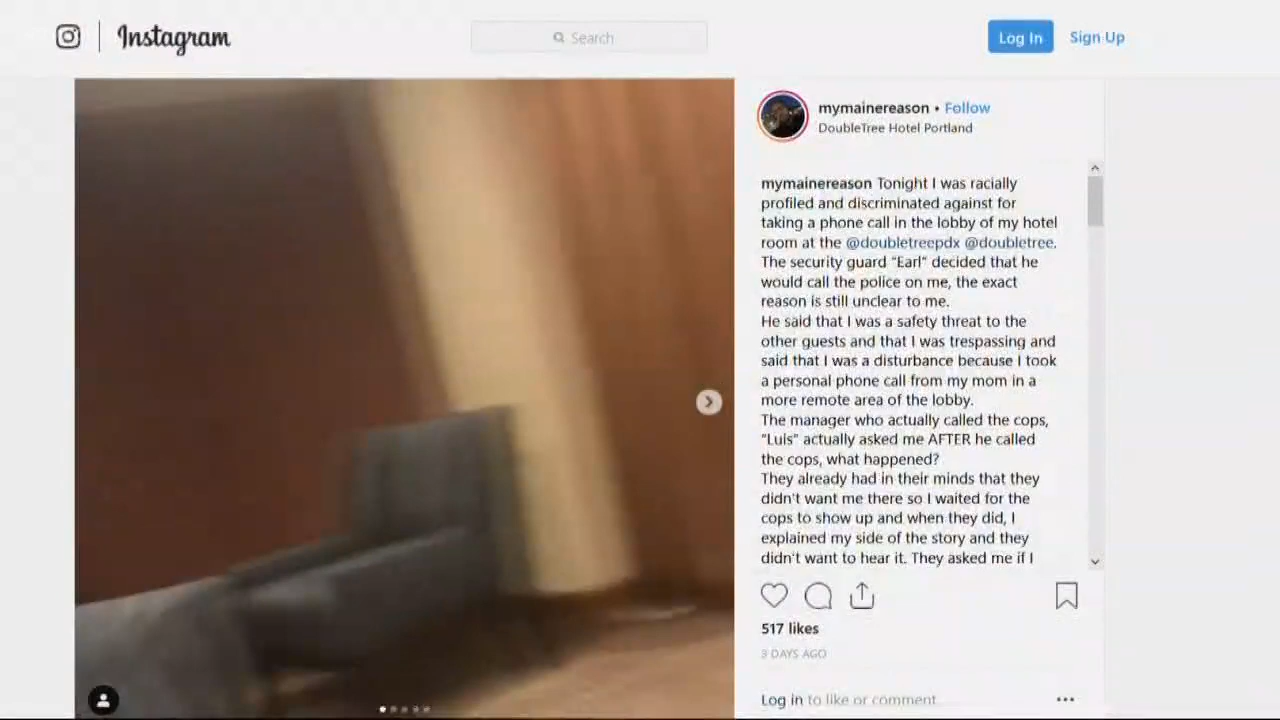 Instagram
Search
Log In
Sign Up
mymainereason • Follow
DoubleTree Hotel Portland
mymainereason Tonight I was racially
profiled and discriminated against for
taking a phone call in the lobby of my hotel
room at the @doubletreepdx @doubletree.
The security guard “Earl” decided that he
would call the police on me, the exact
reason is still unclear to me.
He said that I was a safety threat to the
other guests and that I was trespassing and
said that I was a disturbance because I took
a personal phone call from my mom in a
more remote area of the lobby.
The manager who actually called the cops,
“Luis” actually asked me AFTER he called
the cops, what happened?
They already had in their minds that they
didn't want me there so I waited for the
cops to show up and when they did, I
explained my side of the story and they
didn't want to hear it. They asked me if I
517 likes
3 DAYS AGO
Log in to like or comment.